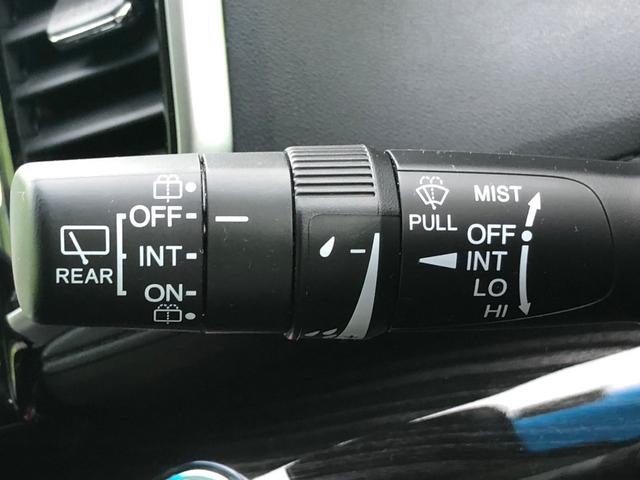 REAR
OFF
INT
ON
PULL
MIST
OFF
INT
LO
HI